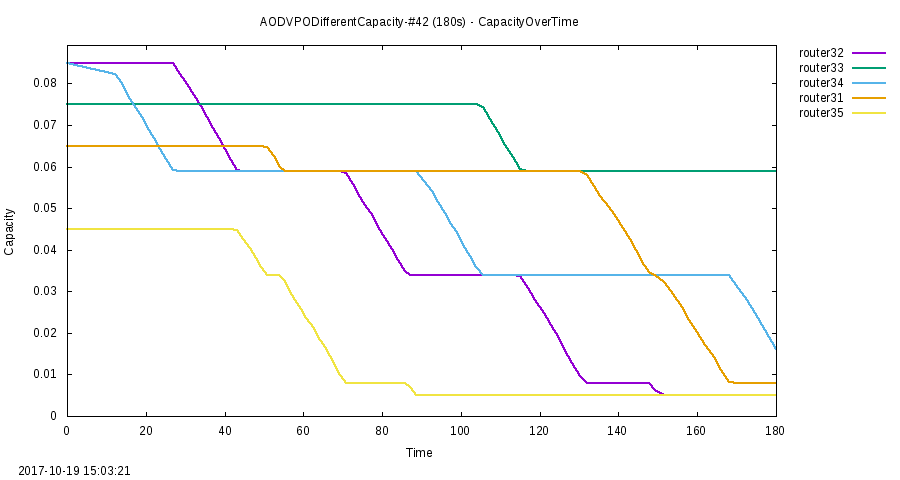 AODVPODifferentCapacity-#42 (180s) - CapacityOverTime
router32
router33
router34
router31
router35
0.08
0.07
0.06
0.05
0.04
0.03
0.02
0.01
0
Capacity
0 20 40 60 80 100 120 140 160 180
Time
2017-10-19 15:03:21